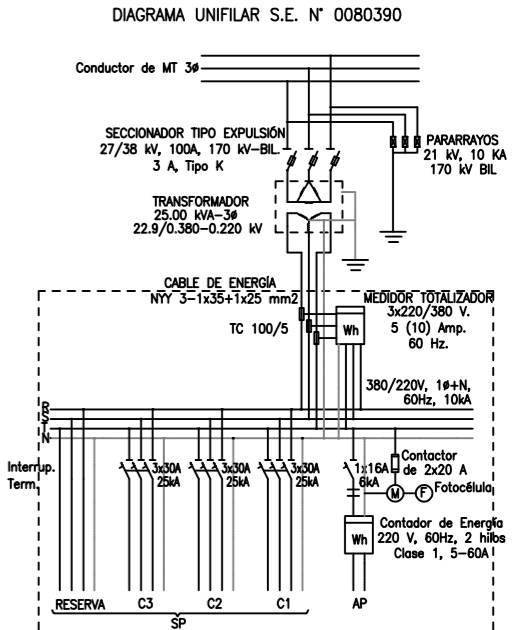 DIAGRAMA UNIFILAR S.E. N° 0080390
Conductor de MT 3ø
SECCIONADOR TIPO EXPULSIÓN
27/38 kV, 100A, 170 kV-BIL.
3 A, Tipo K
PARARRAYOS
21 kV, 10 KA
170 kV BIL
TRANSFORMADOR
25.00 kVA-3ø
22.9/0.380-0.220 kV
CABLE DE ENERGÍA
NYY 3-1x35+1x25 mm2
MEDIDOR TOTALIZADOR
3x220/380 V.
5 (10) Amp.
60 Hz.
TC 100/5
Wh
380/220V, 1ø+N,
60Hz, 10kA
R
S
T
N
Interrup.
Term.
3x30A
25kA
3x30A
25kA
3x30A
25kA
1x16A
6kA
Contactor
de 2x20 A
M
F
Fotocélula
Contador de Energía
220 V, 60Hz, 2 hilos
Clase 1, 5-60A
Wh
RESERVA
C3
C2
C1
AP
SP